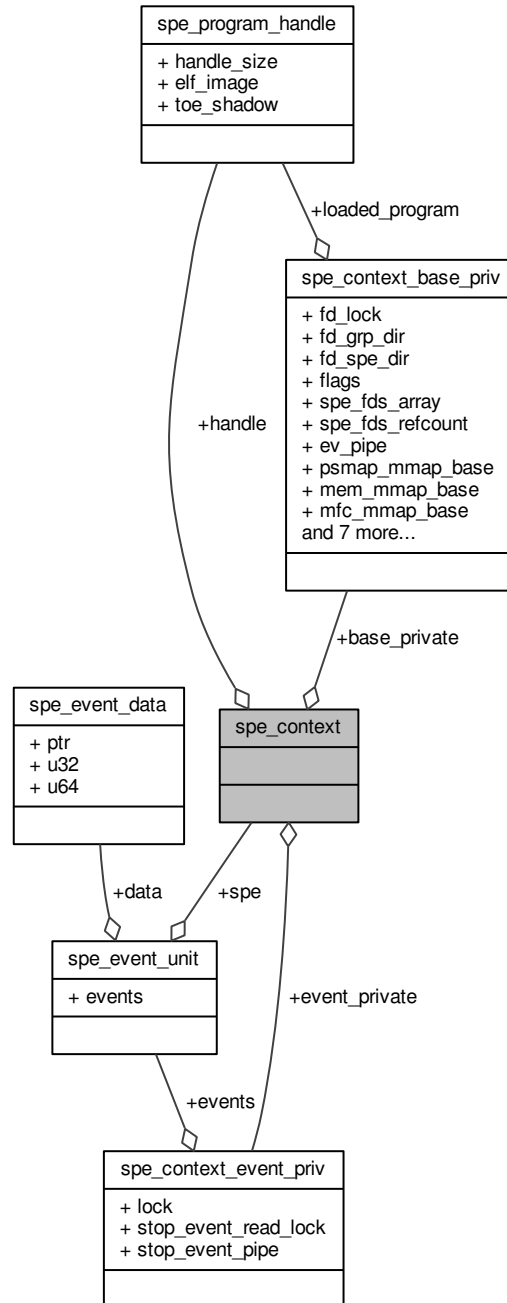 spe_program_handle
+ handle_size
+ elf_image
+ toe_shadow
+loaded_program
spe_context_base_priv
+ fd_lock
+ fd_grp_dir
+ fd_spe_dir
+ flags
+ spe_fds_array
+ spe_fds_refcount
+ ev_pipe
+ psmap_mmap_base
+ mem_mmap_base
+ mfc_mmap_base
and 7 more...
+handle
+base_private
spe_event_data
+ ptr
+ u32
+ u64
spe_context
+data
+spe
spe_event_unit
+ events
+event_private
+events
spe_context_event_priv
+ lock
+ stop_event_read_lock
+ stop_event_pipe